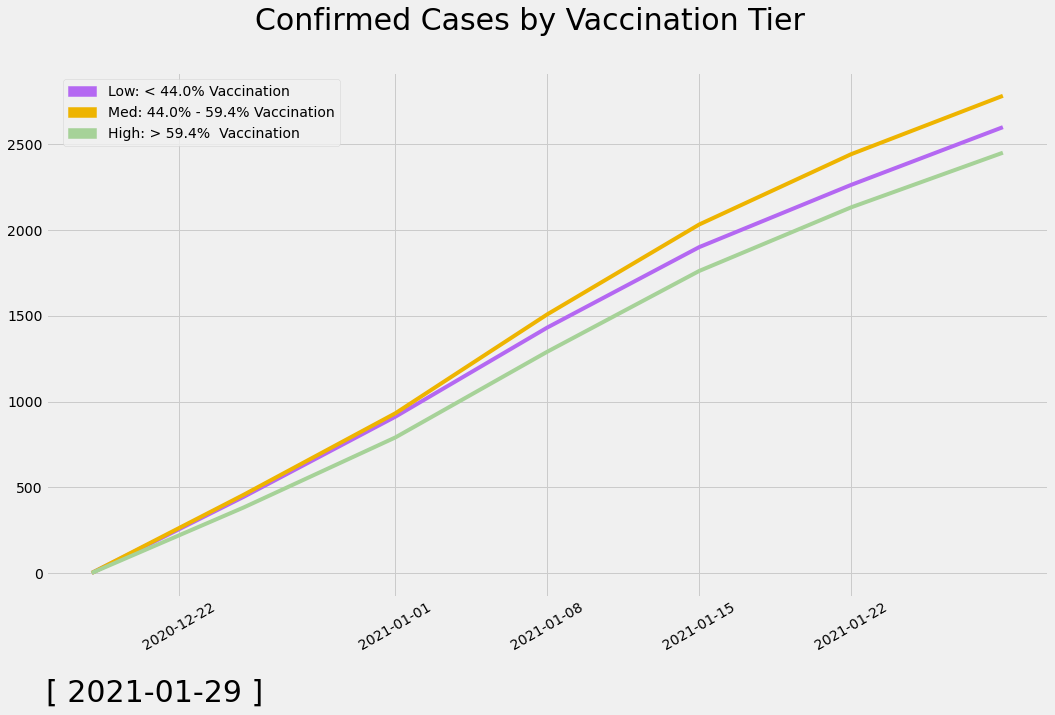 Confirmed Cases by Vaccination Tier
Low: < 44.0% Vaccination
Med: 44.0% - 59.4% Vaccination
High: > 59.4%  Vaccination
2500
2000
1500
1000
500
0
2020-12-22
2021-01-01
2021-01-08
2021-01-15
2021-01-22
[ 2021-01-29 ]